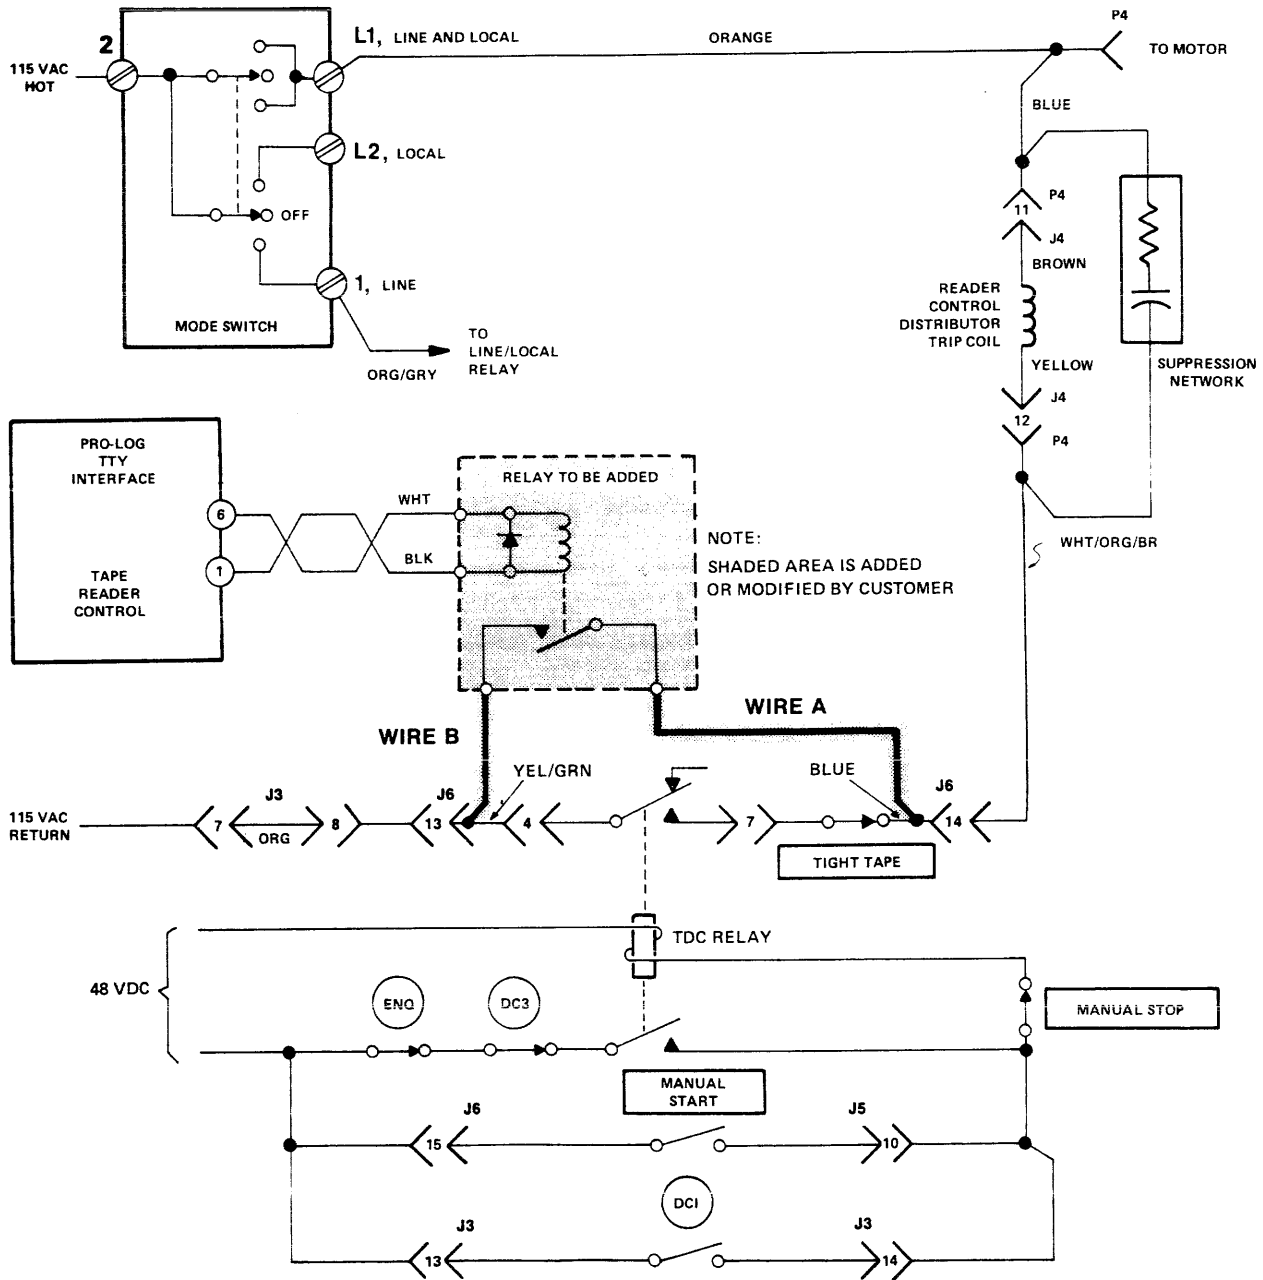 P4
2
L1, LINE AND LOCAL
ORANGE
115 VAC
HOT
TO MOTOR
BLUE
L2, LOCAL
P4
11
OFF
J4
BROWN
1, LINE
READER
CONTROL
DISTRIBUTOR
TRIP COIL
MODE SWITCH
TO
LINE/LOCAL
RELAY
ORG/GRY
YELLOW
SUPPRESSION
NETWORK
J4
12
P4
PRO-LOG
TTY
INTERFACE
RELAY TO BE ADDED
WHT
6
NOTE:
SHADED AREA IS ADDED
OR MODIFIED BY CUSTOMER
WHT/ORG/BR
BLK
1
TAPE
READER
CONTROL
WIRE A
WIRE B
YEL/GRN
BLUE
J3
J6
J6
115 VAC
RETURN
7
ORG
8
13
4
7
14
TIGHT TAPE
TDC RELAY
48 VDC
ENQ
DC3
MANUAL STOP
MANUAL
START
J6
J5
15
10
DC1
J3
J3
13
14